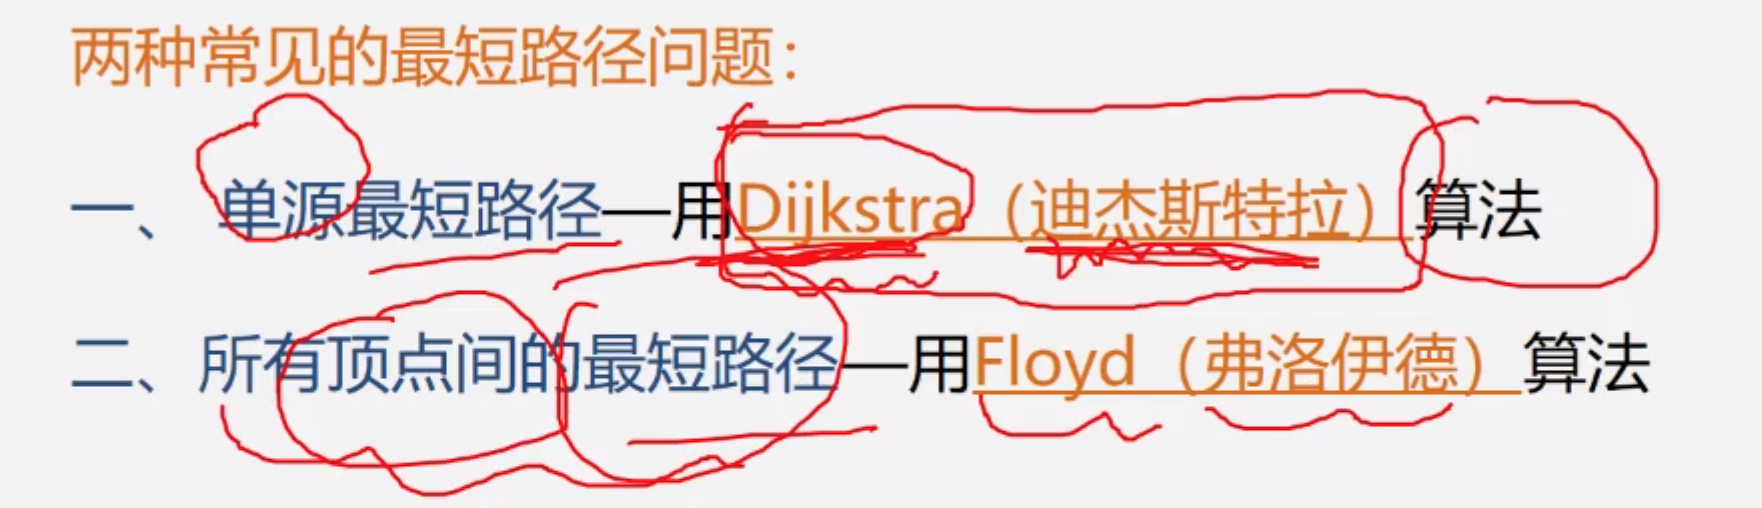 两种常见的最短路径问题：
一、单源最短路径—用Dijkstra（迪杰斯特拉）算法
二、所有顶点间的最短路径—用Floyd（弗洛伊德）算法